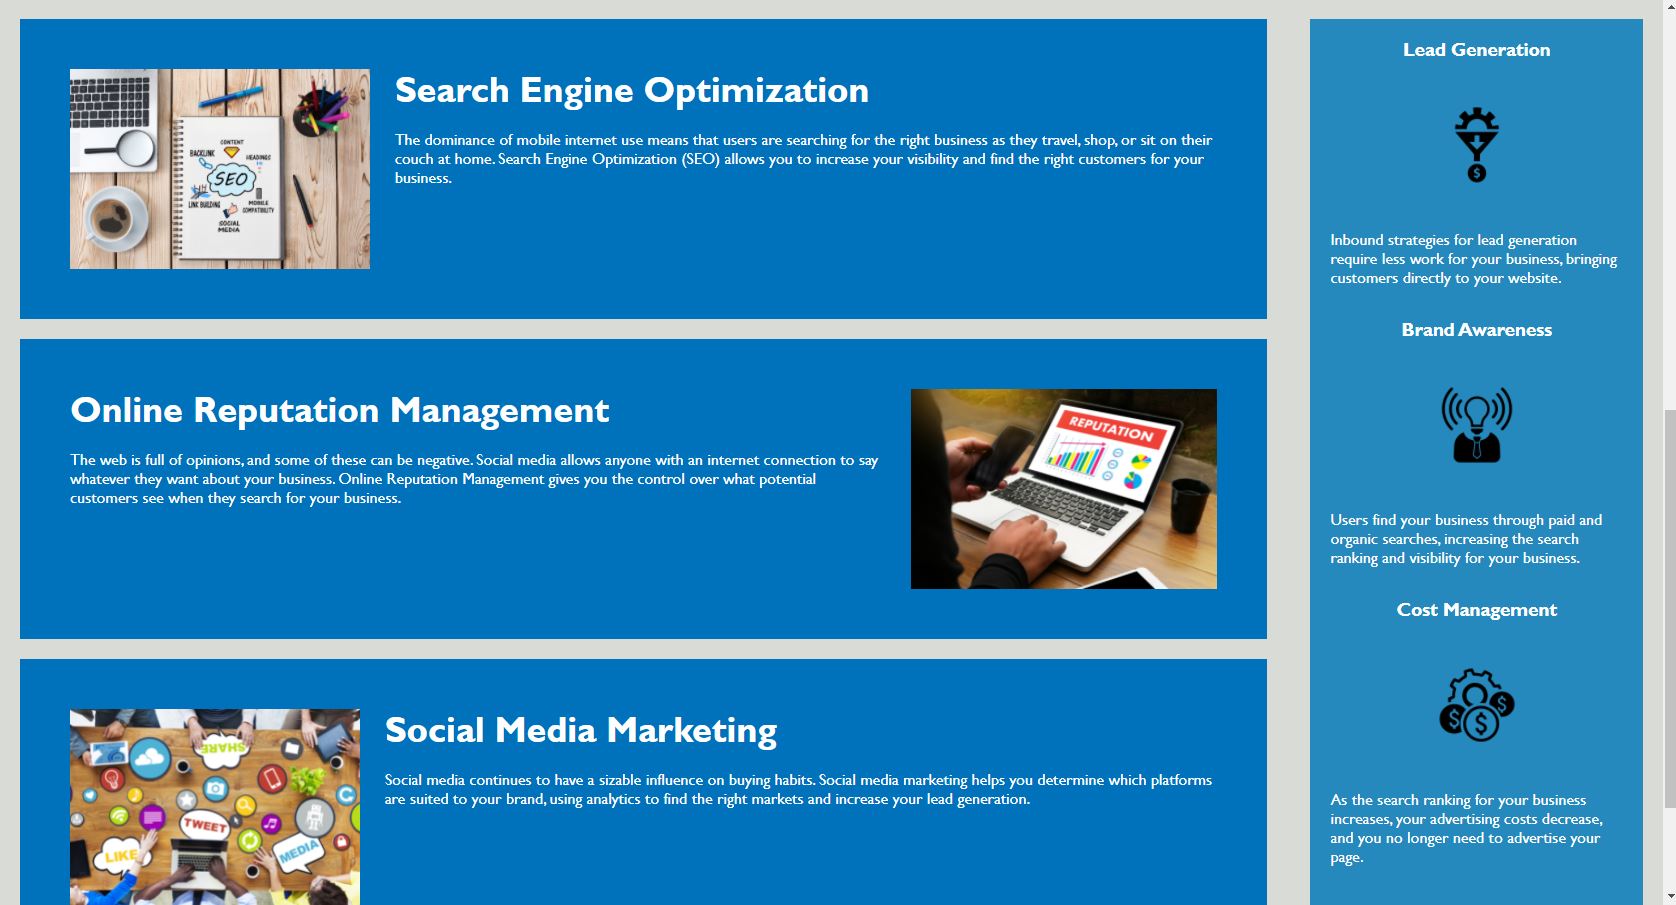 Search Engine Optimization
The dominance of mobile internet use means that users are searching for the right business as they travel, shop, or sit on their
couch at home. Search Engine Optimization (SEO) allows you to increase your visibility and find the right customers for your
business.
CONTENT
BACKLINK
HEADINGS
SEO
LINK BUILDING
MOBILE
COMPATIBILITY
SOCIAL
MEDIA
Online Reputation Management
The web is full of opinions, and some of these can be negative. Social media allows anyone with an internet connection to say
whatever they want about your business. Online Reputation Management gives you the control over what potential
customers see when they search for your business.
REPUTATION
Social Media Marketing
Social media continues to have a sizable influence on buying habits. Social media marketing helps you determine which platforms
are suited to your brand, using analytics to find the right markets and increase your lead generation.
SHARE
TWEET
LIKE
MEDIA
Lead Generation
$
Inbound strategies for lead generation
require less work for your business, bringing
customers directly to your website.
Brand Awareness
Users find your business through paid and
organic searches, increasing the search
ranking and visibility for your business.
Cost Management
$ $ $
As the search ranking for your business
increases, your advertising costs decrease,
and you no longer need to advertise your
page.